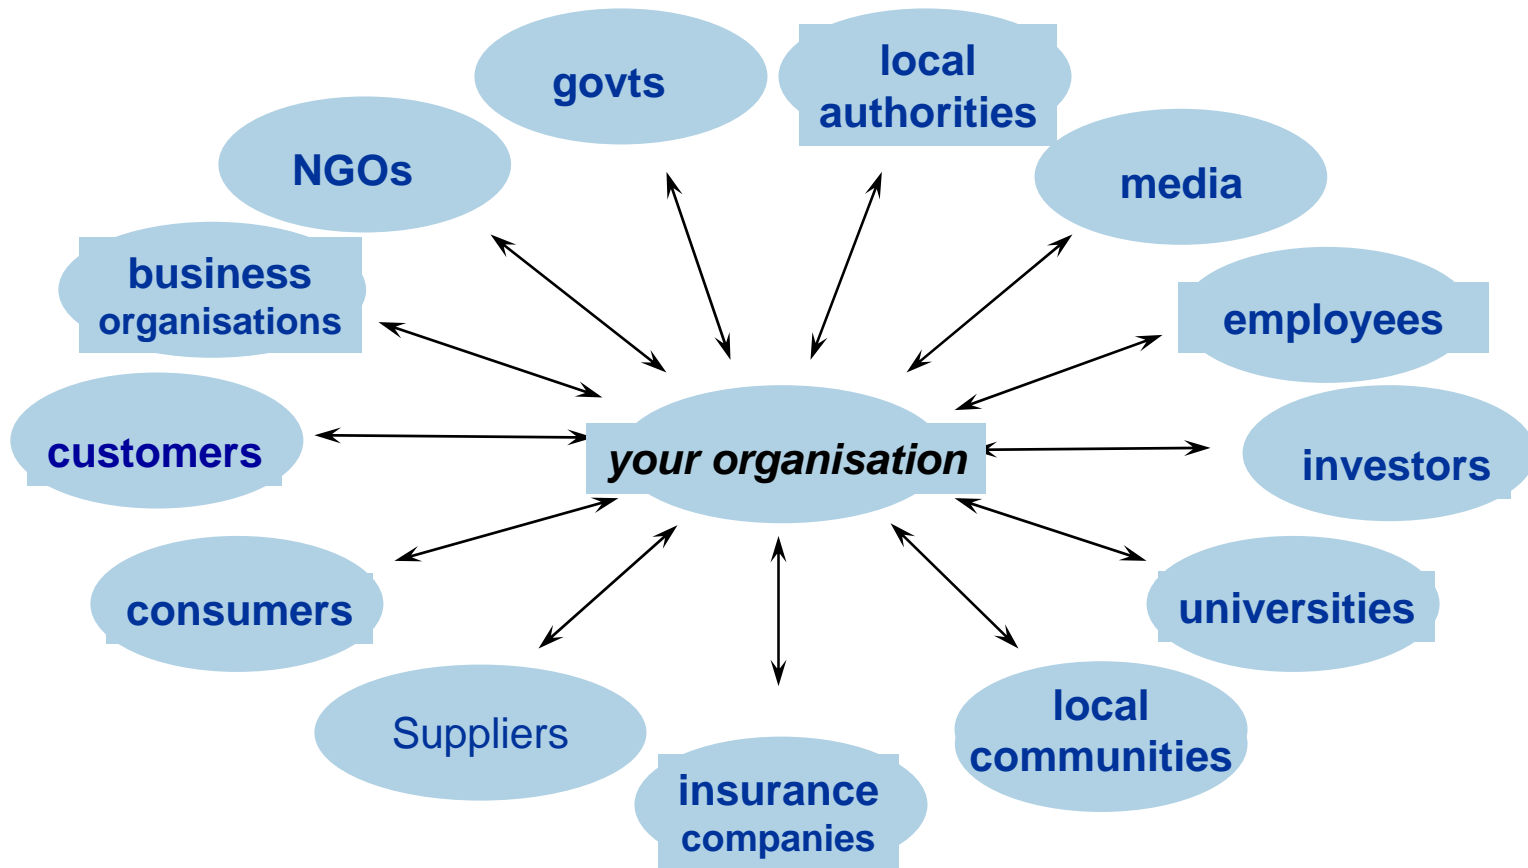 govts
local
authorities
NGOs
media
business
organisations
employees
customers
your organisation
investors
consumers
universities
Suppliers
local
communities
insurance
companies